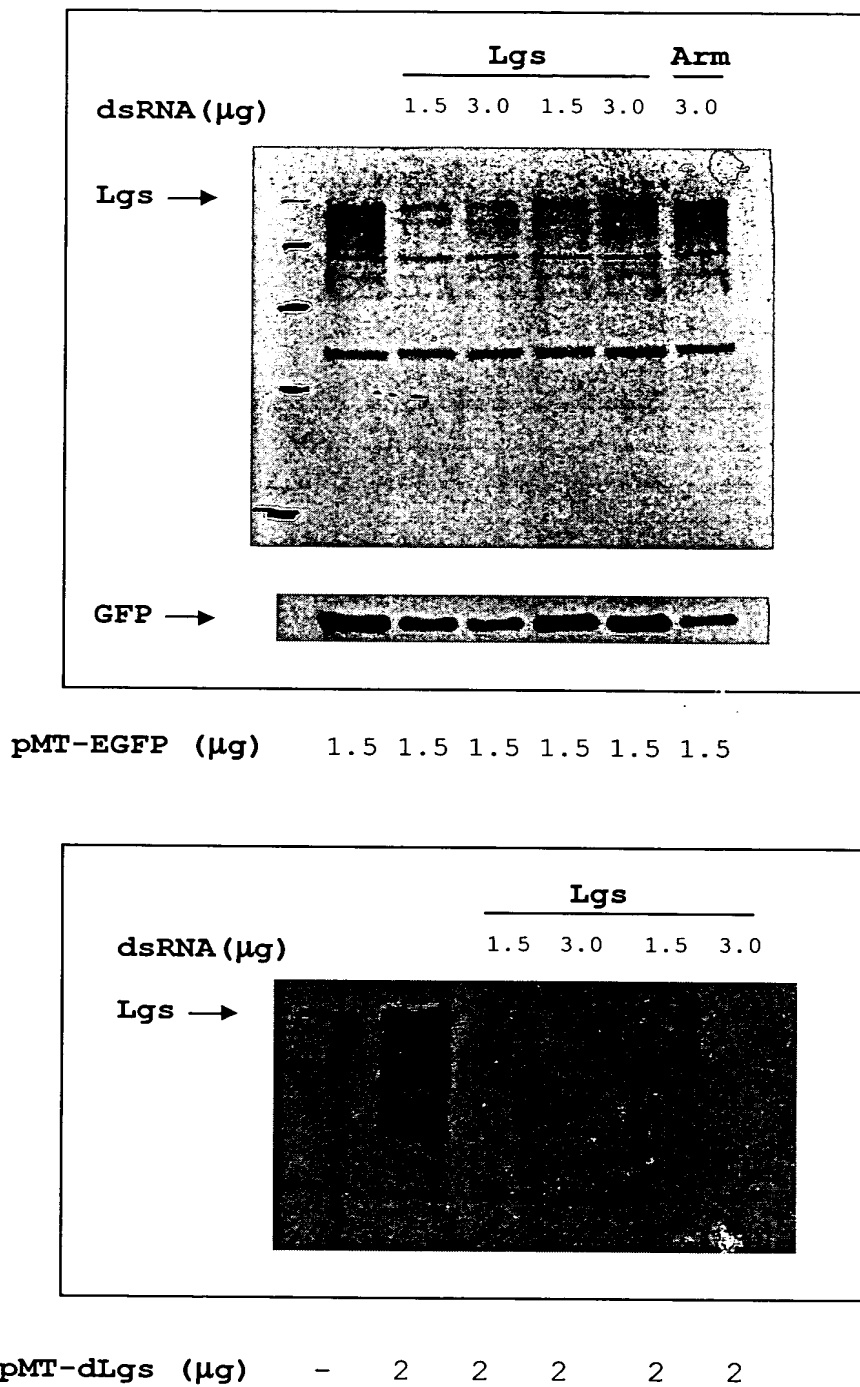 Lgs Arm
dsRNA(µg) 1.5 3.0 1.5 3.0 3.0
Lgs →
GFP →
pMT-EGFP (µg) 1.5 1.5 1.5 1.5 1.5 1.5
Lgs
dsRNA(µg) 1.5 3.0 1.5 3.0
Lgs →
pMT-dLgs (µg) - 2 2 2 2 2